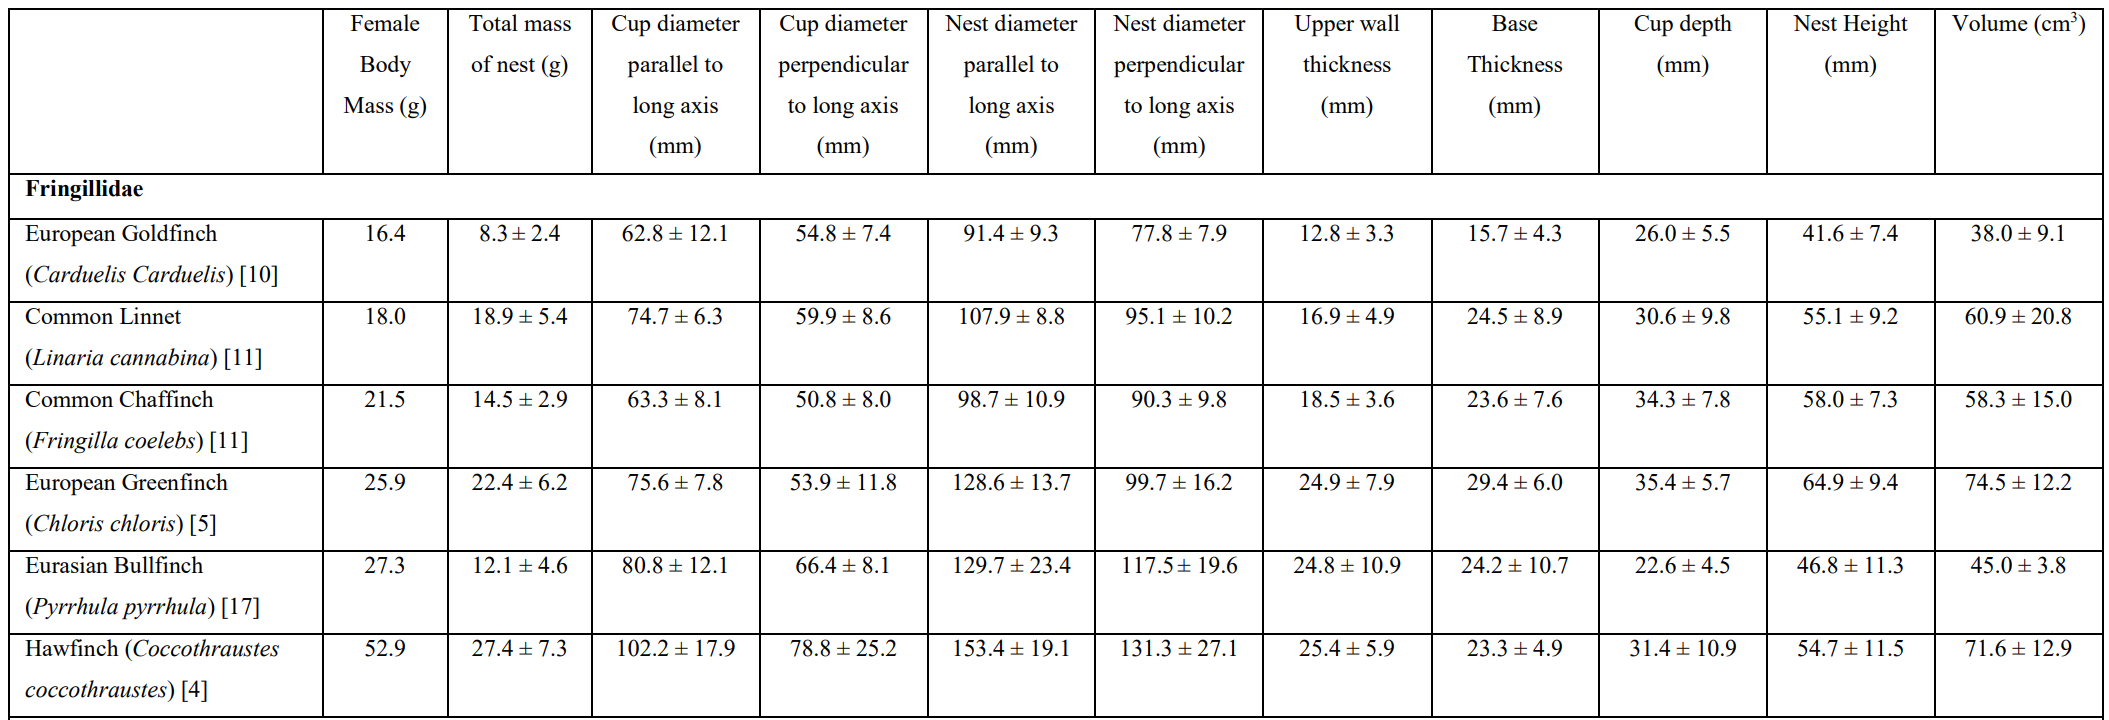 Female Body Mass (g) Total mass of nest (g) Cup diameter parallel to long axis (mm) Cup diameter perpendicular to long axis (mm) Nest diameter parallel to long axis (mm) Nest diameter perpendicular to long axis (mm) Upper wall thickness (mm) Base Thickness (mm) Cup depth (mm) Nest Height (mm) Volume (cm³)
Fringillidae
European Goldfinch (Carduelis Carduelis) [10] 16.4 8.3 ± 2.4 62.8 ± 12.1 54.8 ± 7.4 91.4 ± 9.3 77.8 ± 7.9 12.8 ± 3.3 15.7 ± 4.3 26.0 ± 5.5 41.6 ± 7.4 38.0 ± 9.1
Common Linnet (Linaria cannabina) [11] 18.0 18.9 ± 5.4 74.7 ± 6.3 59.9 ± 8.6 107.9 ± 8.8 95.1 ± 10.2 16.9 ± 4.9 24.5 ± 8.9 30.6 ± 9.8 55.1 ± 9.2 60.9 ± 20.8
Common Chaffinch (Fringilla coelebs) [11] 21.5 14.5 ± 2.9 63.3 ± 8.1 50.8 ± 8.0 98.7 ± 10.9 90.3 ± 9.8 18.5 ± 3.6 23.6 ± 7.6 34.3 ± 7.8 58.0 ± 7.3 58.3 ± 15.0
European Greenfinch (Chloris chloris) [5] 25.9 22.4 ± 6.2 75.6 ± 7.8 53.9 ± 11.8 128.6 ± 13.7 99.7 ± 16.2 24.9 ± 7.9 29.4 ± 6.0 35.4 ± 5.7 64.9 ± 9.4 74.5 ± 12.2
Eurasian Bullfinch (Pyrrhula pyrrhula) [17] 27.3 12.1 ± 4.6 80.8 ± 12.1 66.4 ± 8.1 129.7 ± 23.4 117.5 ± 19.6 24.8 ± 10.9 24.2 ± 10.7 22.6 ± 4.5 46.8 ± 11.3 45.0 ± 3.8
Hawfinch (Coccothraustes coccothraustes) [4] 52.9 27.4 ± 7.3 102.2 ± 17.9 78.8 ± 25.2 153.4 ± 19.1 131.3 ± 27.1 25.4 ± 5.9 23.3 ± 4.9 31.4 ± 10.9 54.7 ± 11.5 71.6 ± 12.9